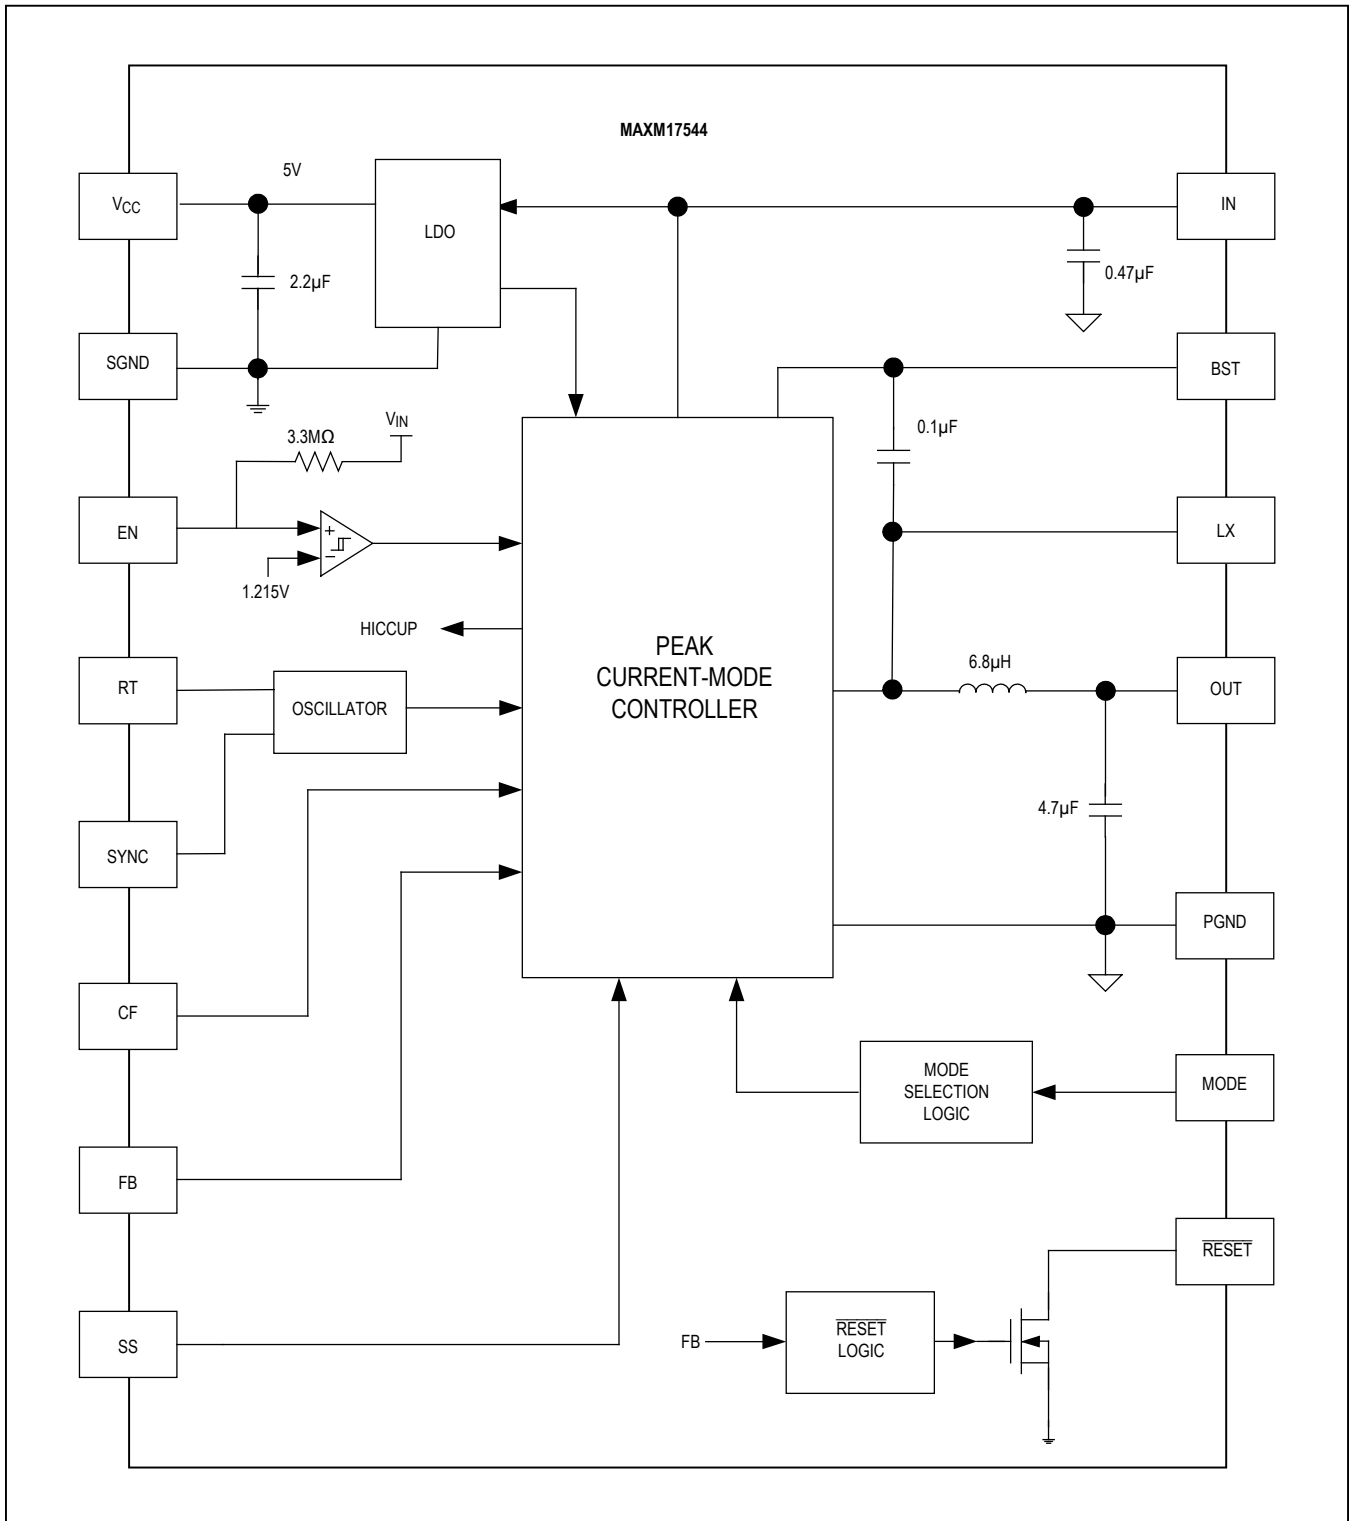 MAXM17544
5V
VCC
LDO
IN
2.2µF
0.47µF
SGND
BST
VIN
3.3MΩ
0.1µF
EN
+
−
LX
1.215V
HICCUP
PEAK
CURRENT-MODE
CONTROLLER
6.8µH
RT
OSCILLATOR
OUT
4.7µF
SYNC
PGND
CF
MODE
SELECTION
LOGIC
MODE
FB
RESET
FB
RESET
LOGIC
SS